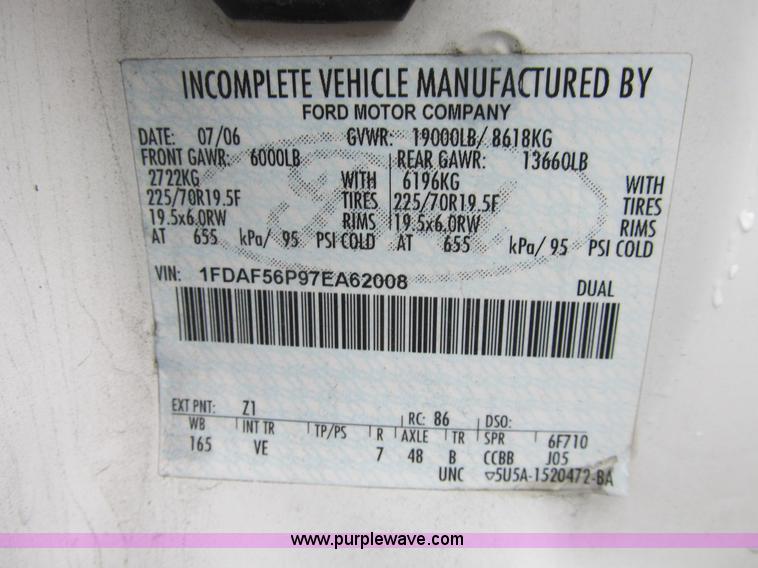 INCOMPLETE VEHICLE MANUFACTURED BY
FORD MOTOR COMPANY
DATE: 07/06 GVWR: 19000LB/ 8618KG
FRONT GAWR: 6000LB REAR GAWR: 13660LB
2722KG WITH 6196KG WITH
225/70R19.5F TIRES 225/70R19.5F TIRES
19.5x6.0RW RIMS 19.5x6.0RW RIMS
AT 655 kPa/ 95 PSI COLD AT 655 kPa/ 95 PSI COLD
VIN: 1FDAF56P97EA62008 DUAL
EXT PNT: Z1 RC: 86 DSO:
WB INT TR TP/PS R AXLE TR SPR 6F710
165 VE 7 48 B CCBB J05
UNC ▽5U5A-1520472-BA
www.purplewave.com